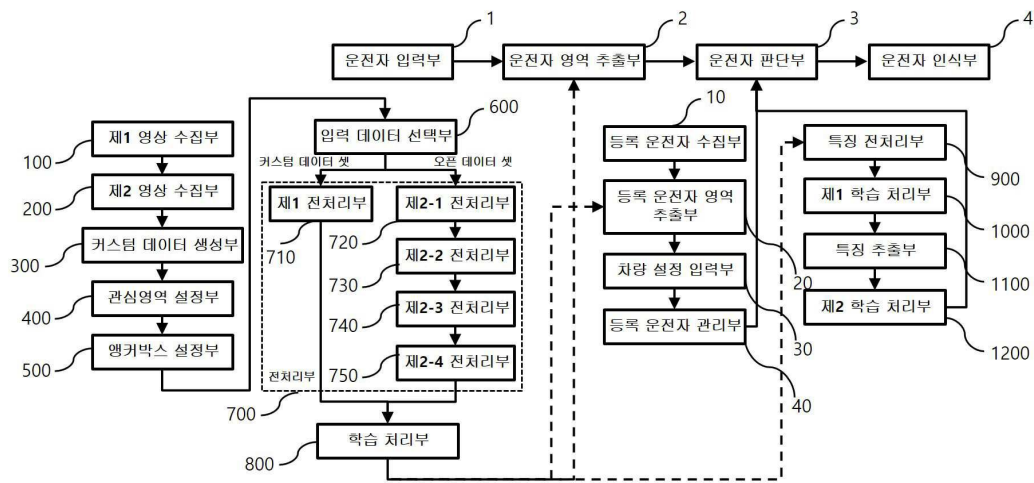 1
2
3
4
운전자 입력부
운전자 영역 추출부
운전자 판단부
운전자 인식부
100
제1 영상 수집부
200
제2 영상 수집부
300
커스텀 데이터 생성부
400
관심영역 설정부
500
앵커박스 설정부
600
입력 데이터 선택부
커스텀 데이터 셋
오픈 데이터 셋
제1 전처리부
710
제2-1 전처리부
720
제2-2 전처리부
730
제2-3 전처리부
740
제2-4 전처리부
750
전처리부
700
학습 처리부
800
10
등록 운전자 수집부
등록 운전자 영역
추출부
20
차량 설정 입력부
30
등록 운전자 관리부
40
특징 전처리부
900
제1 학습 처리부
1000
특징 추출부
1100
제2 학습 처리부
1200